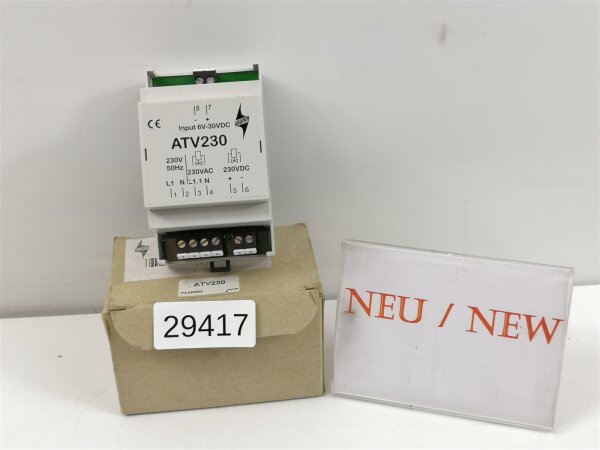 8 7
- +
CE
Input 6V-30VDC
ATV230
230V
50Hz
230VAC
230VDC
L1 N L1.1 N + -
1 2 3 4 5 6
ATV230
29417
NEU / NEW